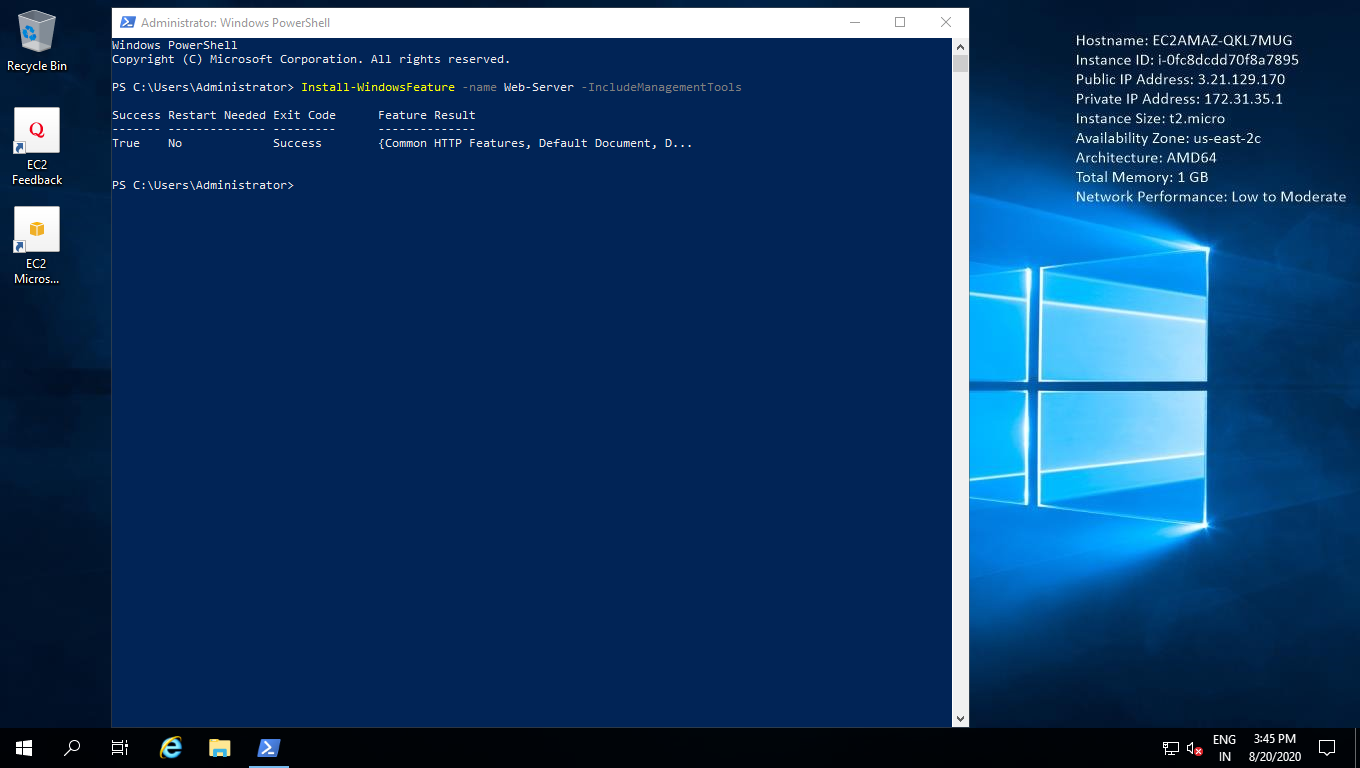 Administrator: Windows PowerShell
Windows PowerShell
Copyright (C) Microsoft Corporation. All rights reserved.
PS C:\Users\Administrator> Install-WindowsFeature -name Web-Server -IncludeManagementTools
Success Restart Needed Exit Code      Feature Result
------- -------------- ---------      --------------
True    No             Success        {Common HTTP Features, Default Document, D...
PS C:\Users\Administrator>
Recycle Bin
Q
EC2
Feedback
EC2
Micros...
Hostname: EC2AMAZ-QKL7MUG
Instance ID: i-0fc8dcdd70f8a7895
Public IP Address: 3.21.129.170
Private IP Address: 172.31.35.1
Instance Size: t2.micro
Availability Zone: us-east-2c
Architecture: AMD64
Total Memory: 1 GB
Network Performance: Low to Moderate
ENG
IN
3:45 PM
8/20/2020